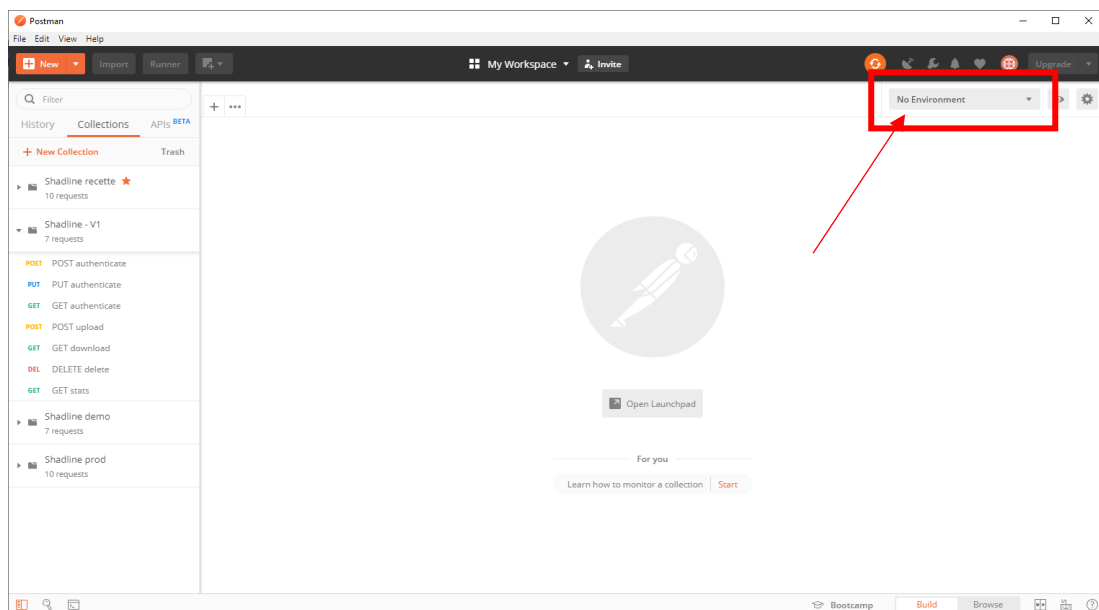 Postman
File Edit View Help
New Import Runner My Workspace Invite Upgrade
Filter
No Environment
History Collections APIs BETA
+ New Collection Trash
Shadline recette
10 requests
Shadline - V1
7 requests
POST POST authenticate
PUT PUT authenticate
GET GET authenticate
POST POST upload
GET GET download
DEL DELETE delete
GET GET stats
Shadline demo
7 requests
Shadline prod
10 requests
Open Launchpad
For you
Learn how to monitor a collection Start
Bootcamp Build Browse